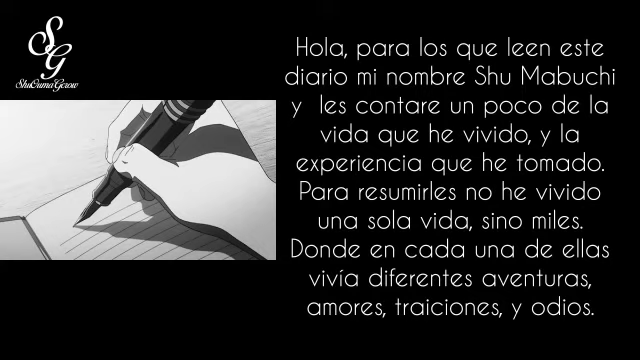 SG
ShuOumaGcrow
Hola, para los que leen este
diario mi nombre Shu Mabuchi
y les contare un poco de la
vida que he vivido, y la
experiencia que he tomado.
Para resumirles no he vivido
una sola vida, sino miles.
Donde en cada una de ellas
vivía diferentes aventuras,
amores, traiciones, y odios.